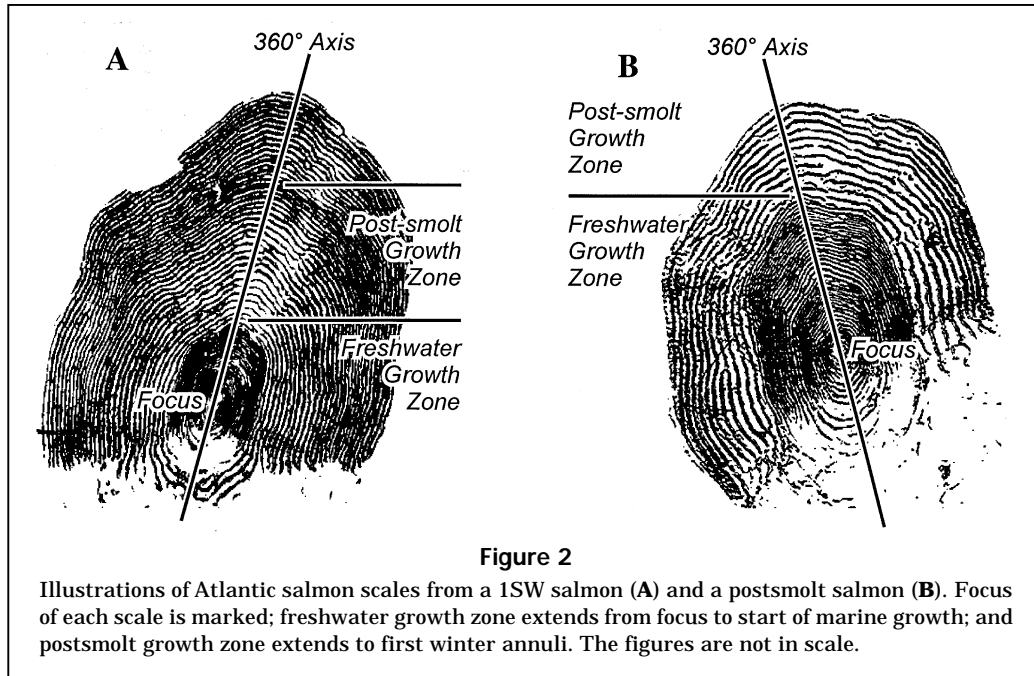 A
360° Axis
Post-smolt
Growth
Zone
Freshwater
Growth
Zone
Focus
B
360° Axis
Post-smolt
Growth
Zone
Freshwater
Growth
Zone
Focus
Figure 2
Illustrations of Atlantic salmon scales from a 1SW salmon (A) and a postsmolt salmon (B). Focus
of each scale is marked; freshwater growth zone extends from focus to start of marine growth; and
postsmolt growth zone extends to first winter annuli. The figures are not in scale.